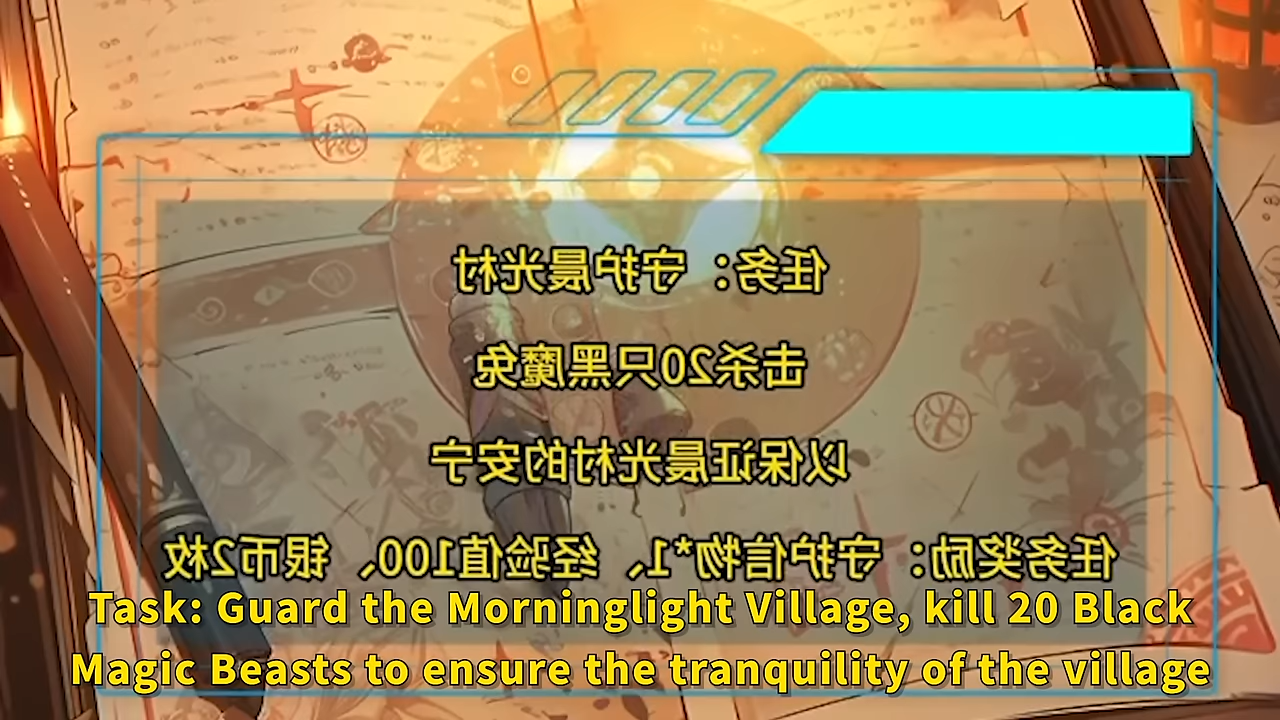 任务：守护晨光村
击杀20只黑魔兔
以保证晨光村的安宁
任务奖励：守护信物*1、经验值100、银币2枚
Task: Guard the Morninglight Village, kill 20 Black
Magic Beasts to ensure the tranquility of the village